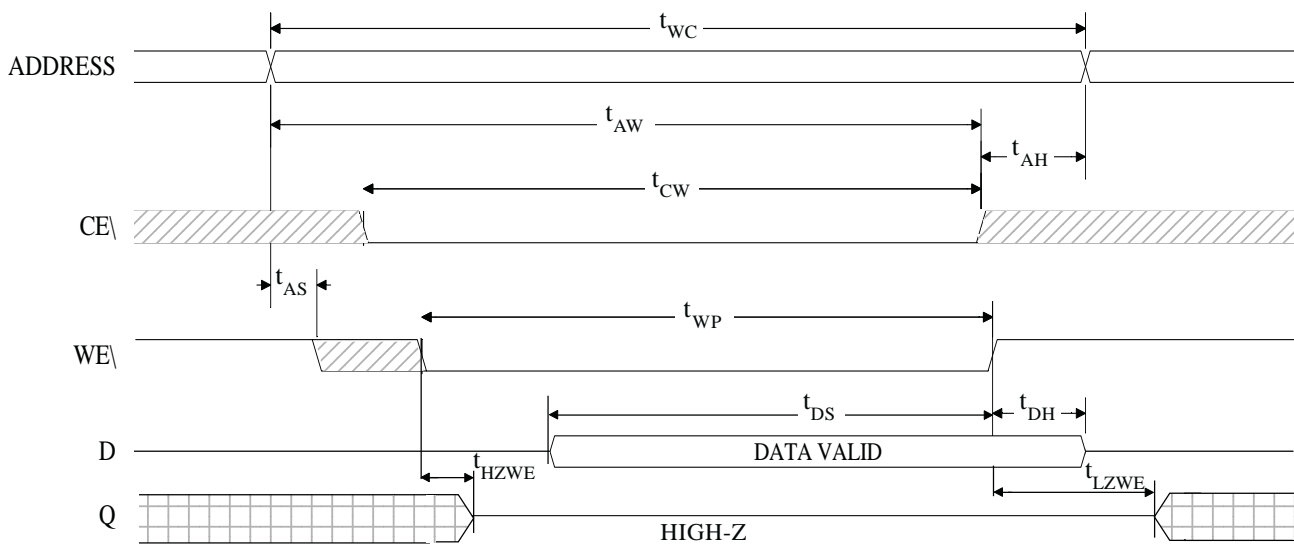 tWC
ADDRESS
tAW
tAH
tCW
CE\
tAS
tWP
WE\
tDS
tDH
D
DATA VALID
tHZWE
tLZWE
Q
HIGH-Z